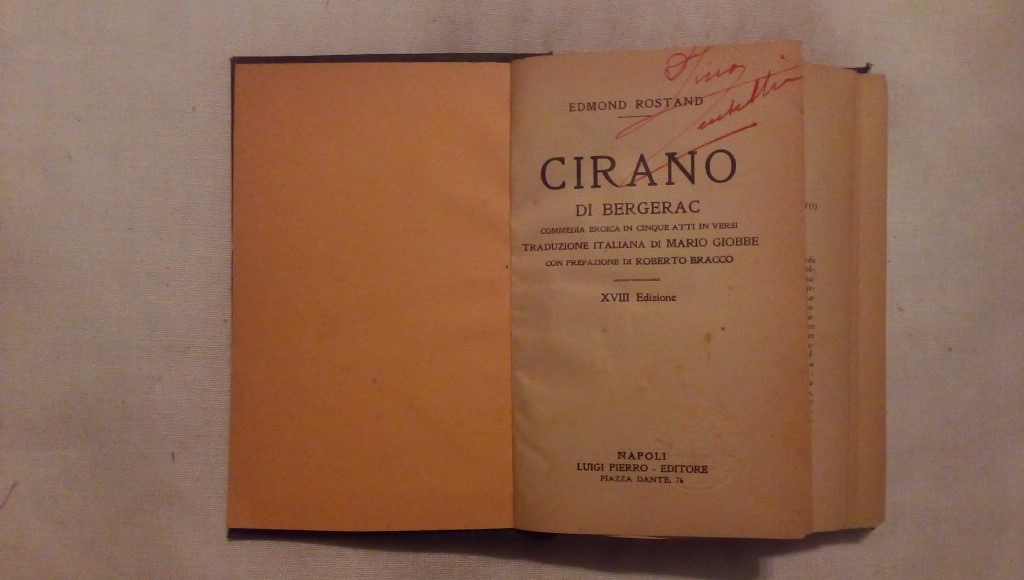 EDMOND ROSTAND
CIRANO
DI BERGERAC
COMMEDIA EROICA IN CINQUE ATTI IN VERSI
TRADUZIONE ITALIANA DI MARIO GIOBBE
CON PREFAZIONE DI ROBERTO BRACCO
XVIII Edizione
NAPOLI
LUIGI PIERRO - EDITORE
PIAZZA DANTE, 76